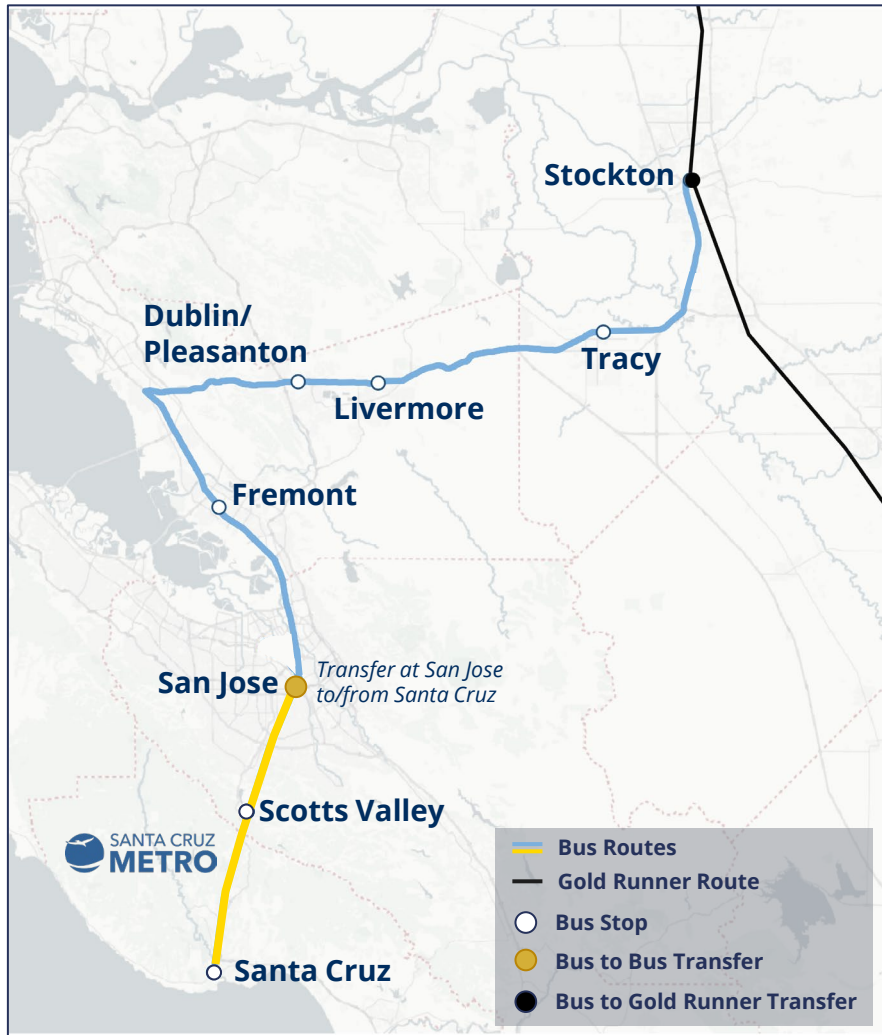 Stockton
Dublin/
Pleasanton
Tracy
Livermore
Fremont
San Jose
Transfer at San Jose
to/from Santa Cruz
Scotts Valley
SANTA CRUZ
METRO
Santa Cruz
Bus Routes
Gold Runner Route
Bus Stop
Bus to Bus Transfer
Bus to Gold Runner Transfer